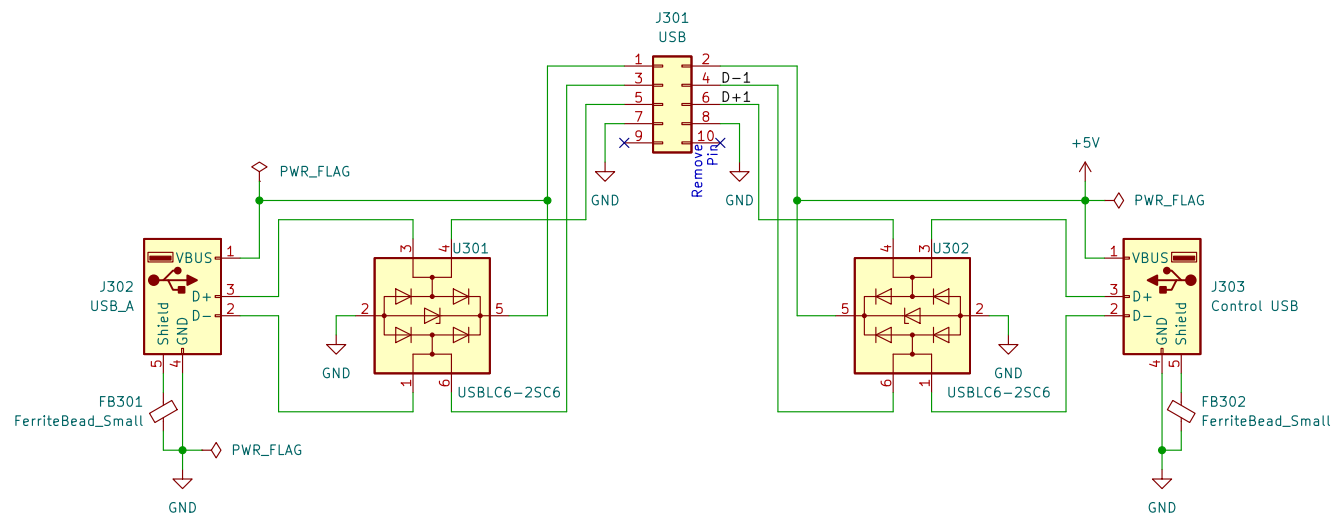 J301
USB
1
2
3
4
D-1
5
6
D+1
7
8
9
10
Remove
Pin
GND
GND
PWR_FLAG
+5V
PWR_FLAG
J302
USB_A
VBUS
1
D+
3
D-
2
Shield
GND
5
4
FB301
FerriteBead_Small
PWR_FLAG
GND
U301
3
4
2
5
1
6
GND
USBLC6-2SC6
U302
4
3
5
2
6
1
GND
USBLC6-2SC6
J303
Control USB
1
VBUS
3
D+
2
D-
GND
Shield
4
5
FB302
FerriteBead_Small
GND